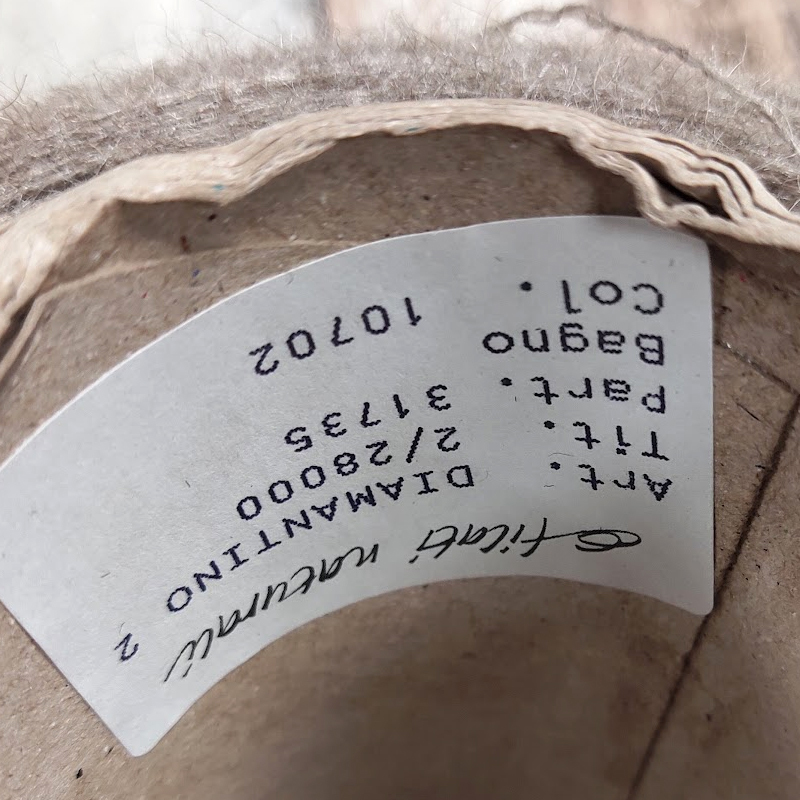 filati naturali
Art. DIAMANTINO 2
Tit. 2/28000
Part. 31735
Bagno
Col. 10702